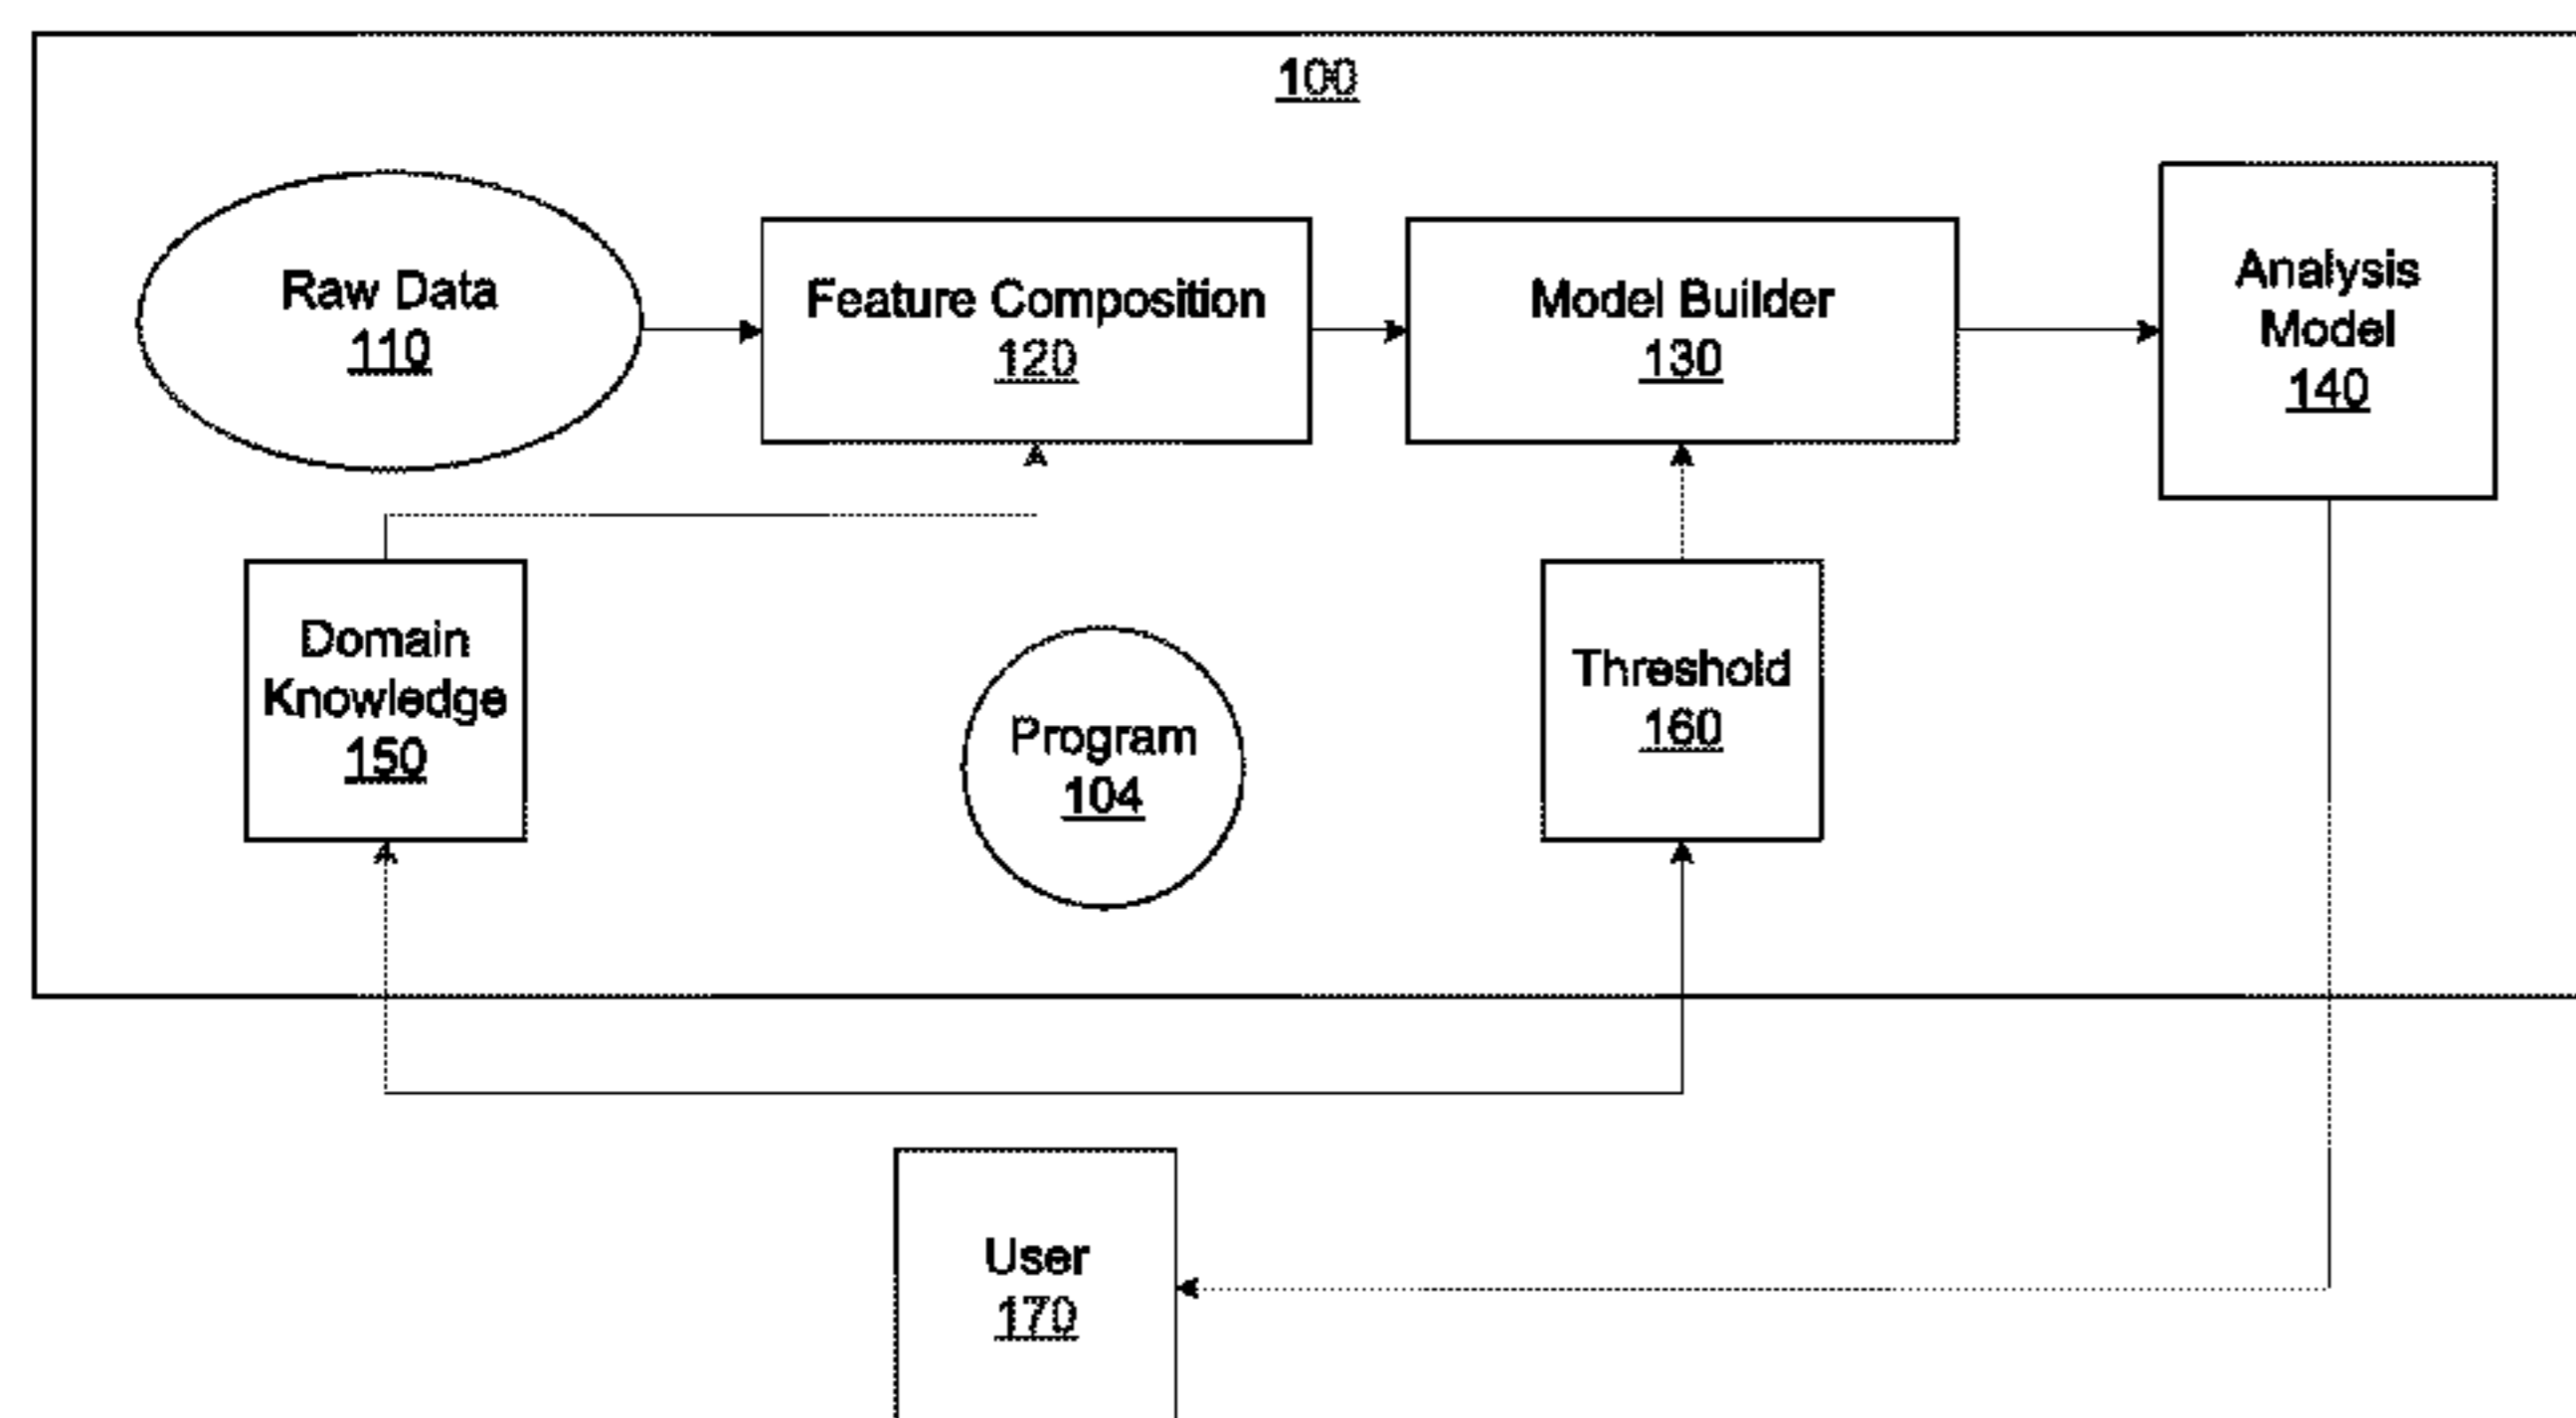 100
Raw Data
110
Feature Composition
120
Model Builder
130
Analysis
Model
140
Domain
Knowledge
150
Program
104
Threshold
160
User
170